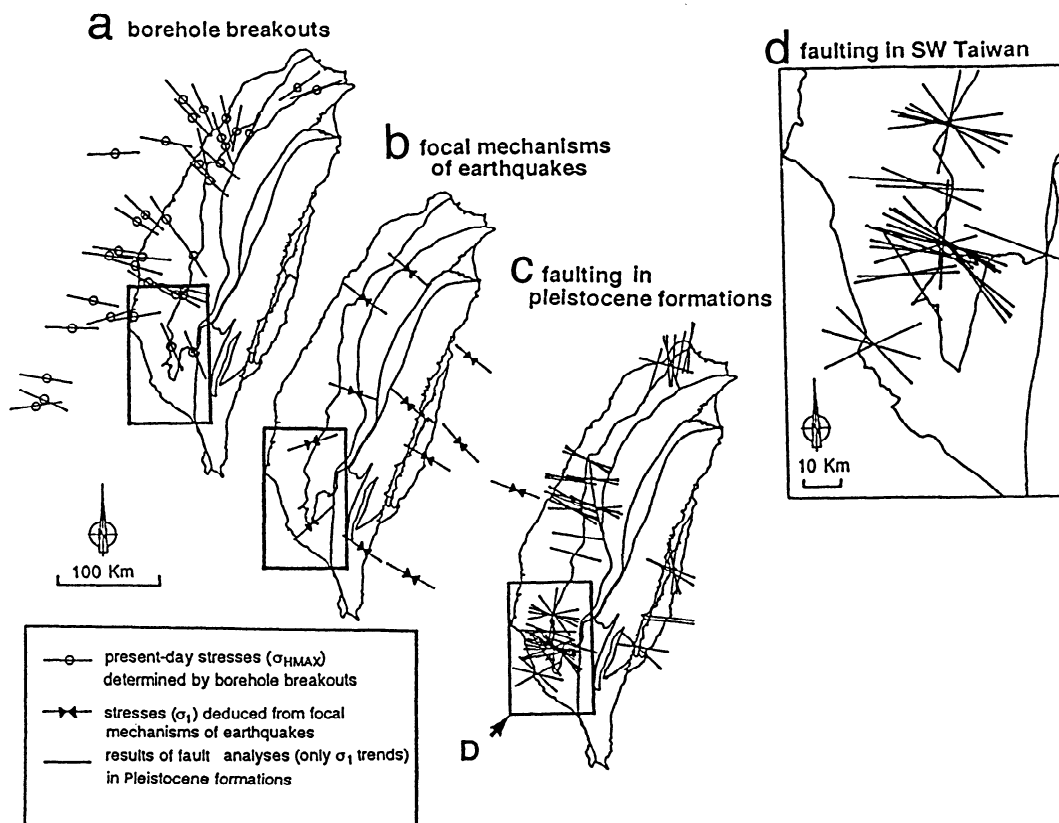 a borehole breakouts
b focal mechanisms
of earthquakes
c faulting in
pleistocene formations
d faulting in SW Taiwan
10 Km
100 Km
D
present-day stresses (σHMAX)
determined by borehole breakouts
stresses (σ1) deduced from focal
mechanisms of earthquakes
results of fault analyses (only σ1 trends)
in Pleistocene formations